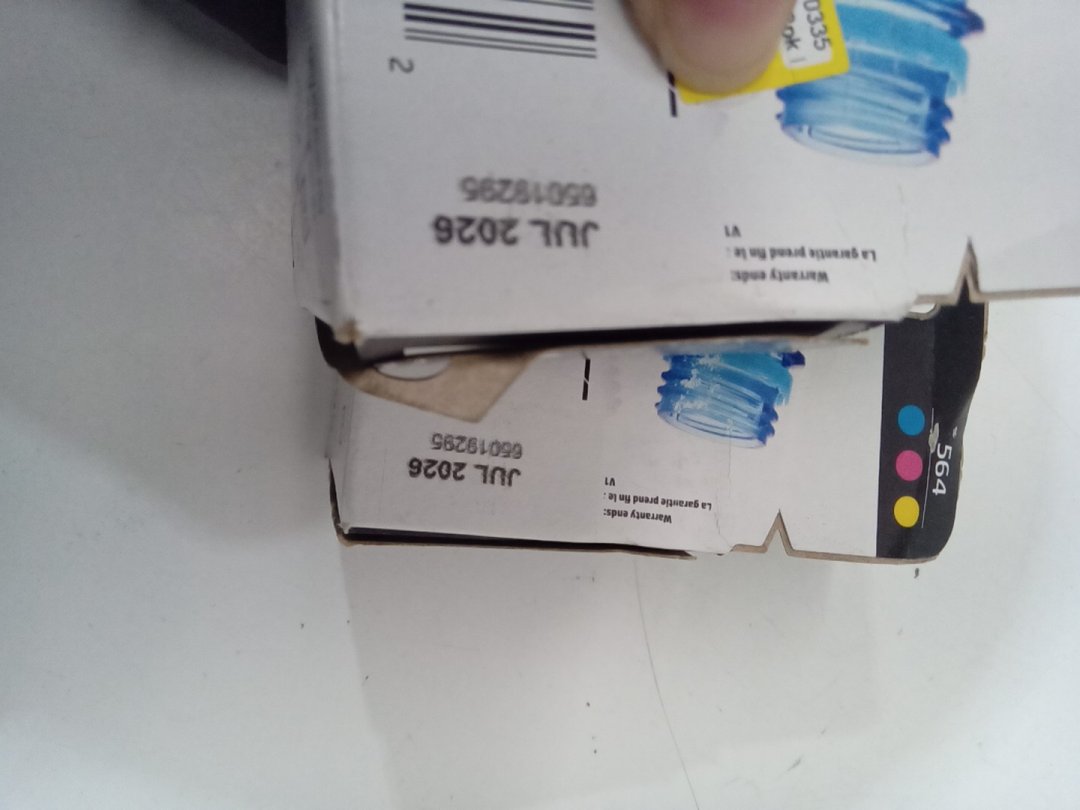 Warranty ends:
La garantie prend fin le :
V1
JUL 2026
65019295
2
0335
Warranty ends:
La garantie prend fin le :
V1
JUL 2026
65019295
564